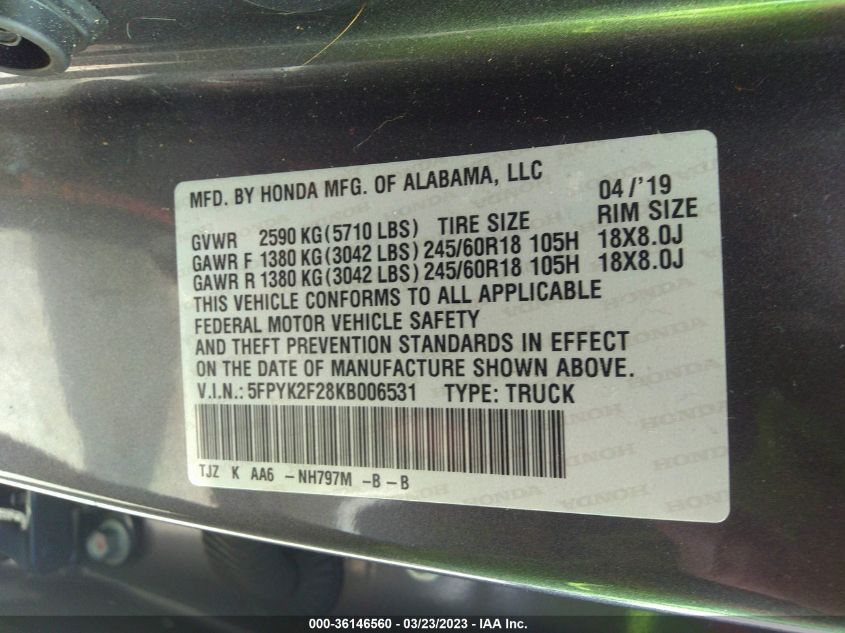 MFD. BY HONDA MFG. OF ALABAMA, LLC 04/'19
GVWR 2590 KG(5710 LBS) TIRE SIZE RIM SIZE
GAWR F 1380 KG(3042 LBS) 245/60R18 105H 18X8.0J
GAWR R 1380 KG(3042 LBS) 245/60R18 105H 18X8.0J
THIS VEHICLE CONFORMS TO ALL APPLICABLE
FEDERAL MOTOR VEHICLE SAFETY
AND THEFT PREVENTION STANDARDS IN EFFECT
ON THE DATE OF MANUFACTURE SHOWN ABOVE.
V.I.N.: 5FPYK2F28KB006531 TYPE: TRUCK
TJZ K AA6 -NH797M -B -B
HONDA
000-36146560 - 03/23/2023 - IAA Inc.